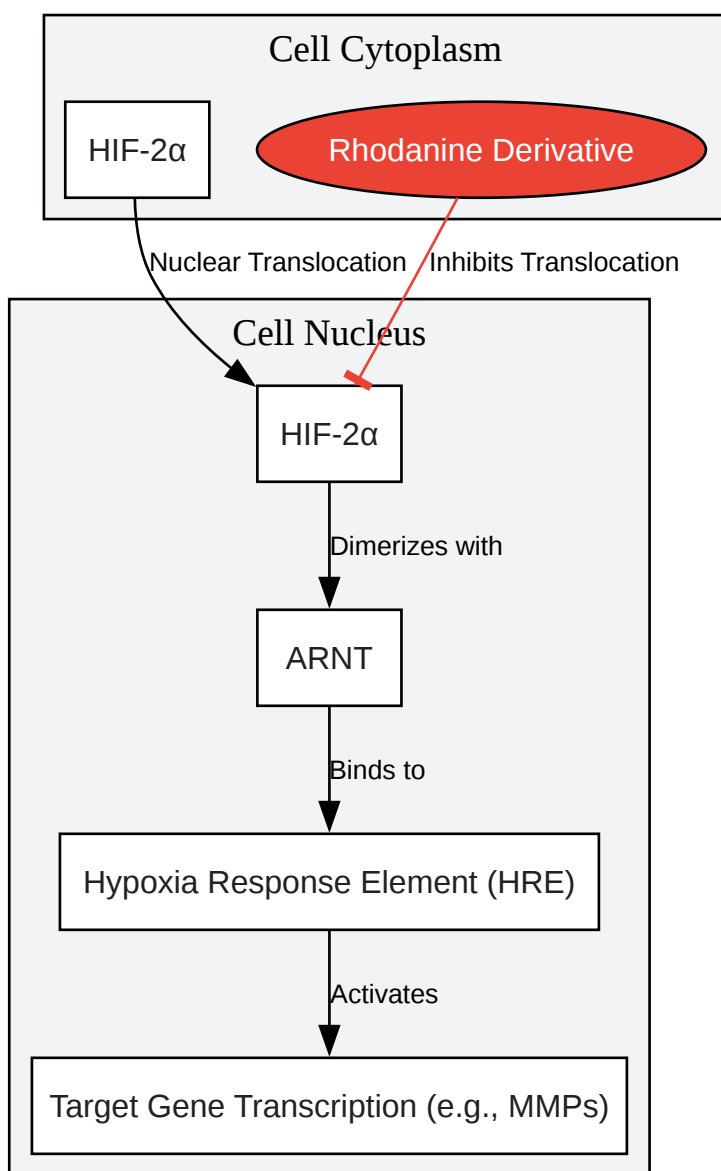 Cell Cytoplasm
HIF-2α
Rhodanine Derivative
Nuclear Translocation
Inhibits Translocation
Cell Nucleus
HIF-2α
Dimerizes with
ARNT
Binds to
Hypoxia Response Element (HRE)
Activates
Target Gene Transcription (e.g., MMPs)